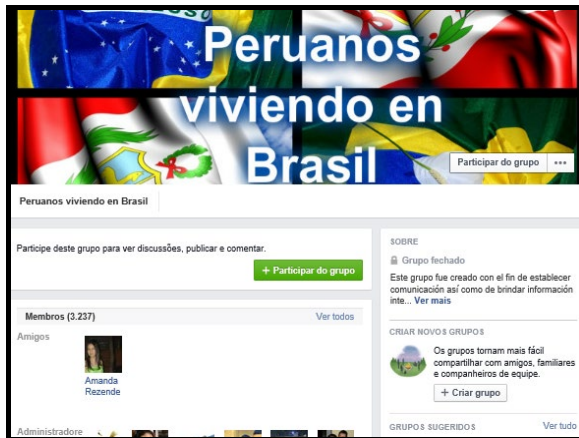 Peruanos
viviendo en
Brasil
Participar do grupo
Peruanos viviendo en Brasil
Participe deste grupo para ver discussões, publicar e comentar.
+ Participar do grupo
Membros (3.237)
Ver todos
Amigos
Amanda
Rezende
Administradore
SOBRE
Grupo fechado
Este grupo fue creado con el fin de establecer
comunicación así como de brindar información
inte... Ver mais
CRIAR NOVOS GRUPOS
Os grupos tornam mais fácil
compartilhar com amigos, familiares
e companheiros de equipe.
+ Criar grupo
GRUPOS SUGERIDOS
Ver tudo